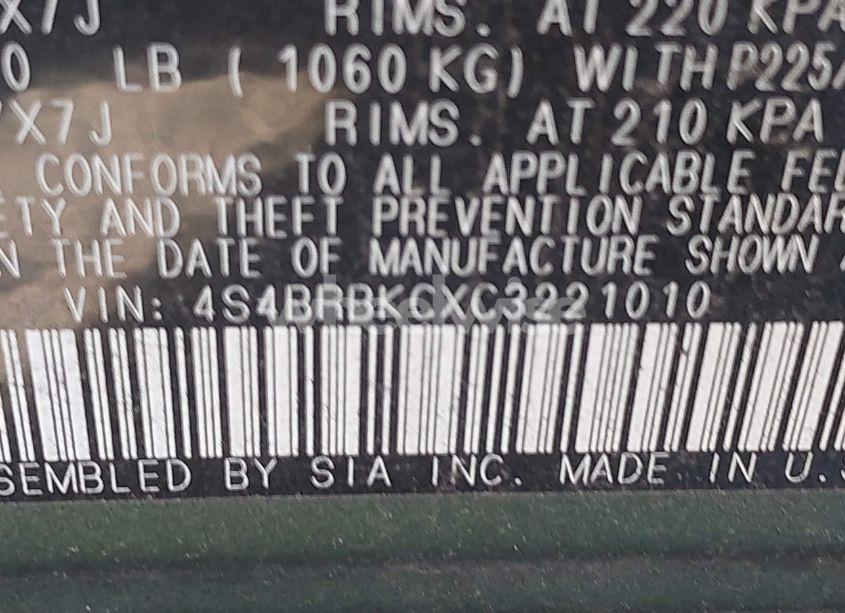 X7J RIMS. AT 220 KPA
0 LB (1060 KG) WITH P225/
X7J RIMS. AT 210 KPA
CONFORMS TO ALL APPLICABLE FED
ETY AND THEFT PREVENTION STANDAR
N THE DATE OF MANUFACTURE SHOWN
VIN: 4S4BRBKCXC3221010
SEMBLED BY SIA INC. MADE IN U.S